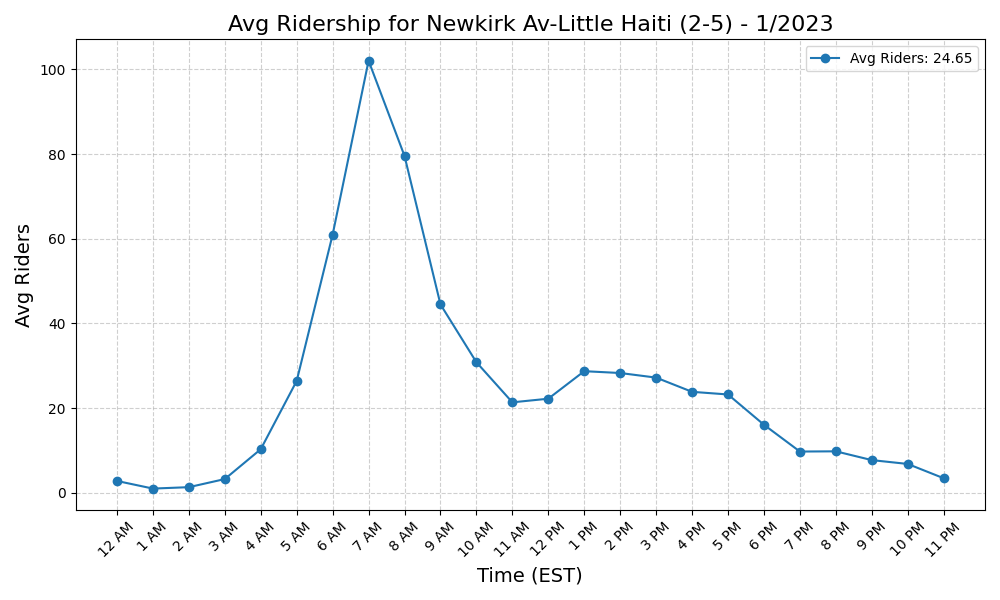 Avg Ridership for Newkirk Av-Little Haiti (2-5) - 1/2023
Avg Riders: 24.65
Avg Riders
100
80
60
40
20
0
12 AM
1 AM
2 AM
3 AM
4 AM
5 AM
6 AM
7 AM
8 AM
9 AM
10 AM
11 AM
12 PM
1 PM
2 PM
3 PM
4 PM
5 PM
6 PM
7 PM
8 PM
9 PM
10 PM
11 PM
Time (EST)